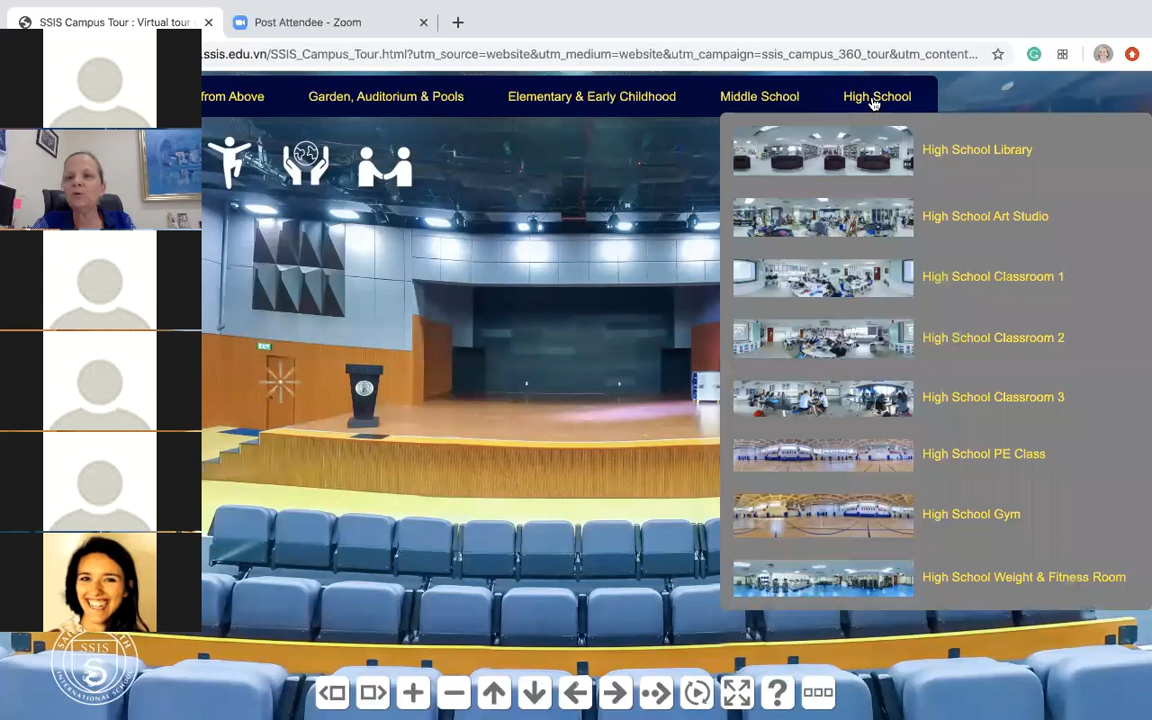 SSIS Campus Tour : Virtual tour
Post Attendee - Zoom
.ssis.edu.vn/SSIS_Campus_Tour.html?utm_source=website&utm_medium=website&utm_campaign=ssis_campus_360_tour&utm_content...
from Above
Garden, Auditorium & Pools
Elementary & Early Childhood
Middle School
High School
High School Library
High School Art Studio
High School Classroom 1
High School Classroom 2
High School Classroom 3
High School PE Class
High School Gym
High School Weight & Fitness Room
EXIT
SSIS
INTERNATIONAL